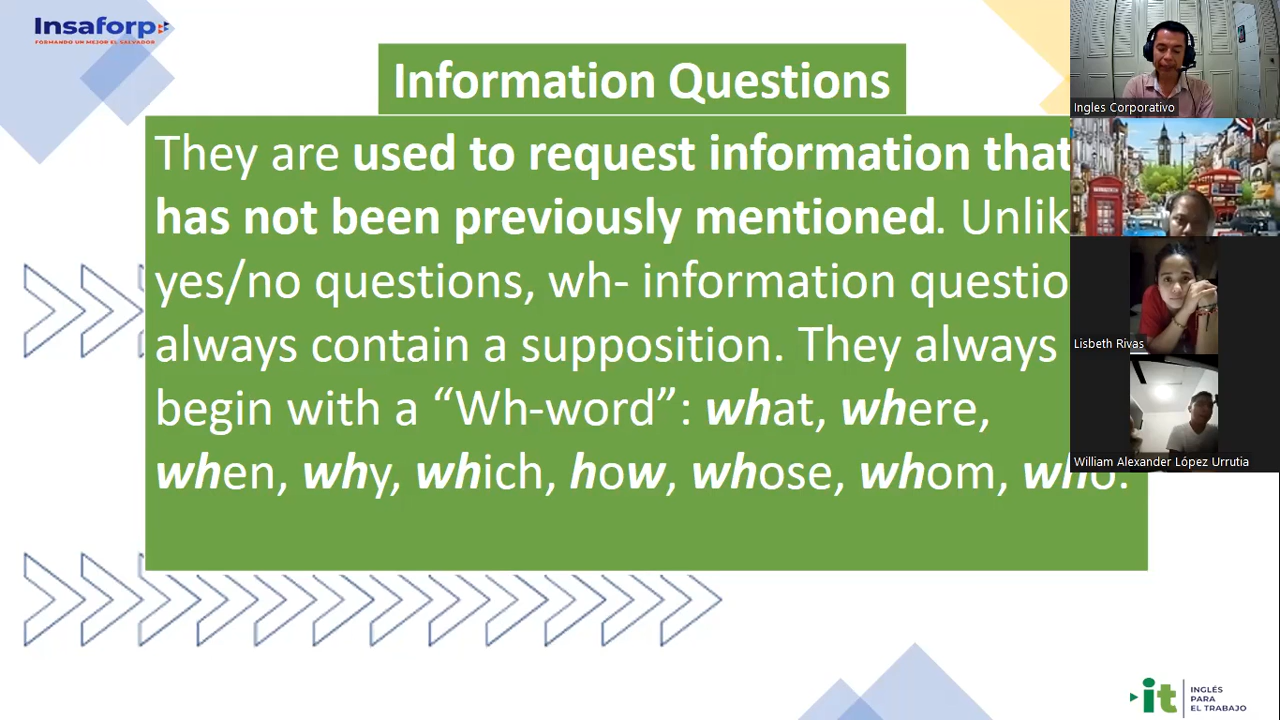 Insaforp
FORMANDO UN MEJOR EL SALVADOR
Information Questions
They are used to request information that
has not been previously mentioned. Unlik
yes/no questions, wh- information questio
always contain a supposition. They always
begin with a “Wh-word”: what, where,
when, why, which, how, whose, whom, who.
Ingles Corporativo
Lisbeth Rivas
William Alexander López Urrutia
it
INGLÉS
PARA
EL TRABAJO